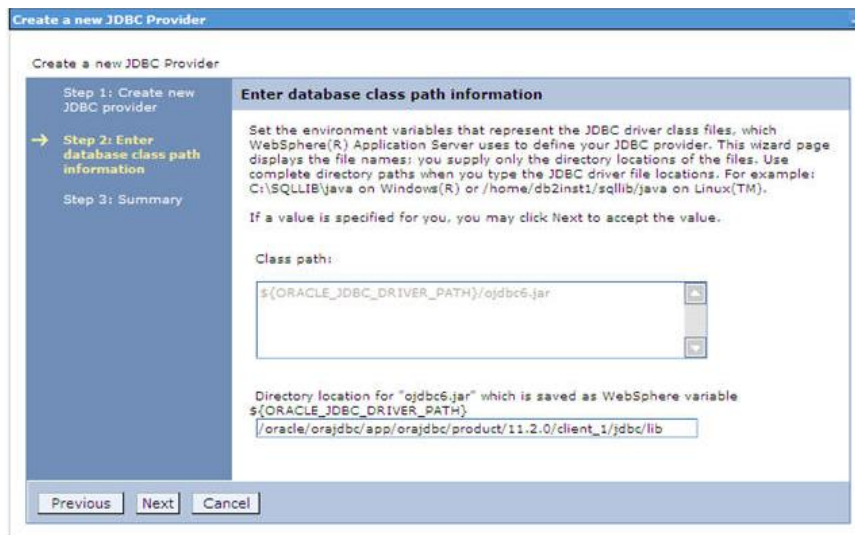 Create a new JDBC Provider
Create a new JDBC Provider
Step 1: Create new
JDBC provider
Step 2: Enter
database class path
information
Step 3: Summary
Enter database class path information
Set the environment variables that represent the JDBC driver class files, which
WebSphere(R) Application Server uses to define your JDBC provider. This wizard page
displays the file names; you supply only the directory locations of the files. Use
complete directory paths when you type the JDBC driver file locations. For example:
C:\SQLLIB\java on Windows(R) or /home/db2inst1/sqllib/java on Linux(TM).
If a value is specified for you, you may click Next to accept the value.
Class path:
${ORACLE_JDBC_DRIVER_PATH}/ojdbc6.jar
Directory location for "ojdbc6.jar" which is saved as WebSphere variable
${ORACLE_JDBC_DRIVER_PATH}
/oracle/orajdbc/app/orajdbc/product/11.2.0/client_1/jdbc/lib
Previous Next Cancel